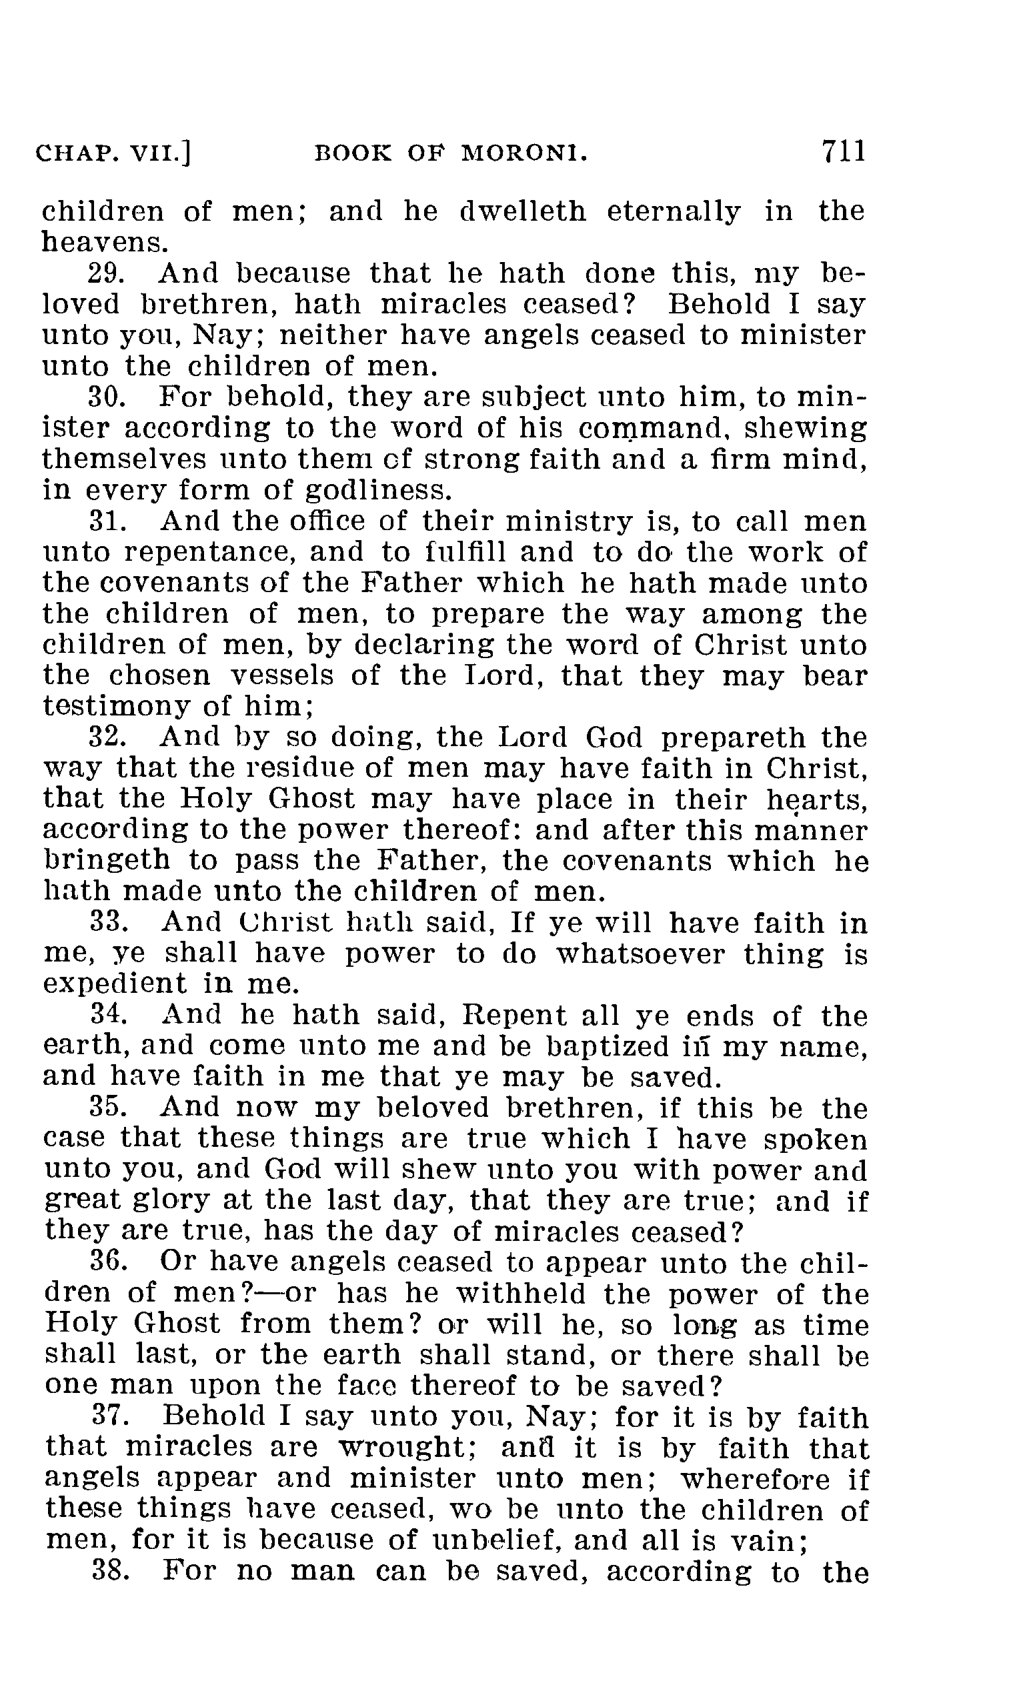 CHAP. VII.] BOOK OF MORONI. 711
children of men; and he dwelleth eternally in the
heavens.
29. And because that he hath done this, my be-
loved brethren, hath miracles ceased? Behold I say
unto you, Nay; neither have angels ceased to minister
unto the children of men.
30. For behold, they are subject unto him, to min-
ister according to the word of his command, shewing
themselves unto them of strong faith and a firm mind,
in every form of godliness.
31. And the office of their ministry is, to call men
unto repentance, and to fulfill and to do the work of
the covenants of the Father which he hath made unto
the children of men, to prepare the way among the
children of men, by declaring the word of Christ unto
the chosen vessels of the Lord, that they may bear
testimony of him;
32. And by so doing, the Lord God prepareth the
way that the residue of men may have faith in Christ,
that the Holy Ghost may have place in their hearts,
according to the power thereof: and after this manner
bringeth to pass the Father, the covenants which he
hath made unto the children of men.
33. And Christ hath said, If ye will have faith in
me, ye shall have power to do whatsoever thing is
expedient in me.
34. And he hath said, Repent all ye ends of the
earth, and come unto me and be baptized in my name,
and have faith in me that ye may be saved.
35. And now my beloved brethren, if this be the
case that these things are true which I have spoken
unto you, and God will shew unto you with power and
great glory at the last day, that they are true; and if
they are true, has the day of miracles ceased?
36. Or have angels ceased to appear unto the chil-
dren of men?—or has he withheld the power of the
Holy Ghost from them? or will he, so long as time
shall last, or the earth shall stand, or there shall be
one man upon the face thereof to be saved?
37. Behold I say unto you, Nay; for it is by faith
that miracles are wrought; and it is by faith that
angels appear and minister unto men; wherefore if
these things have ceased, wo be unto the children of
men, for it is because of unbelief, and all is vain;
38. For no man can be saved, according to the